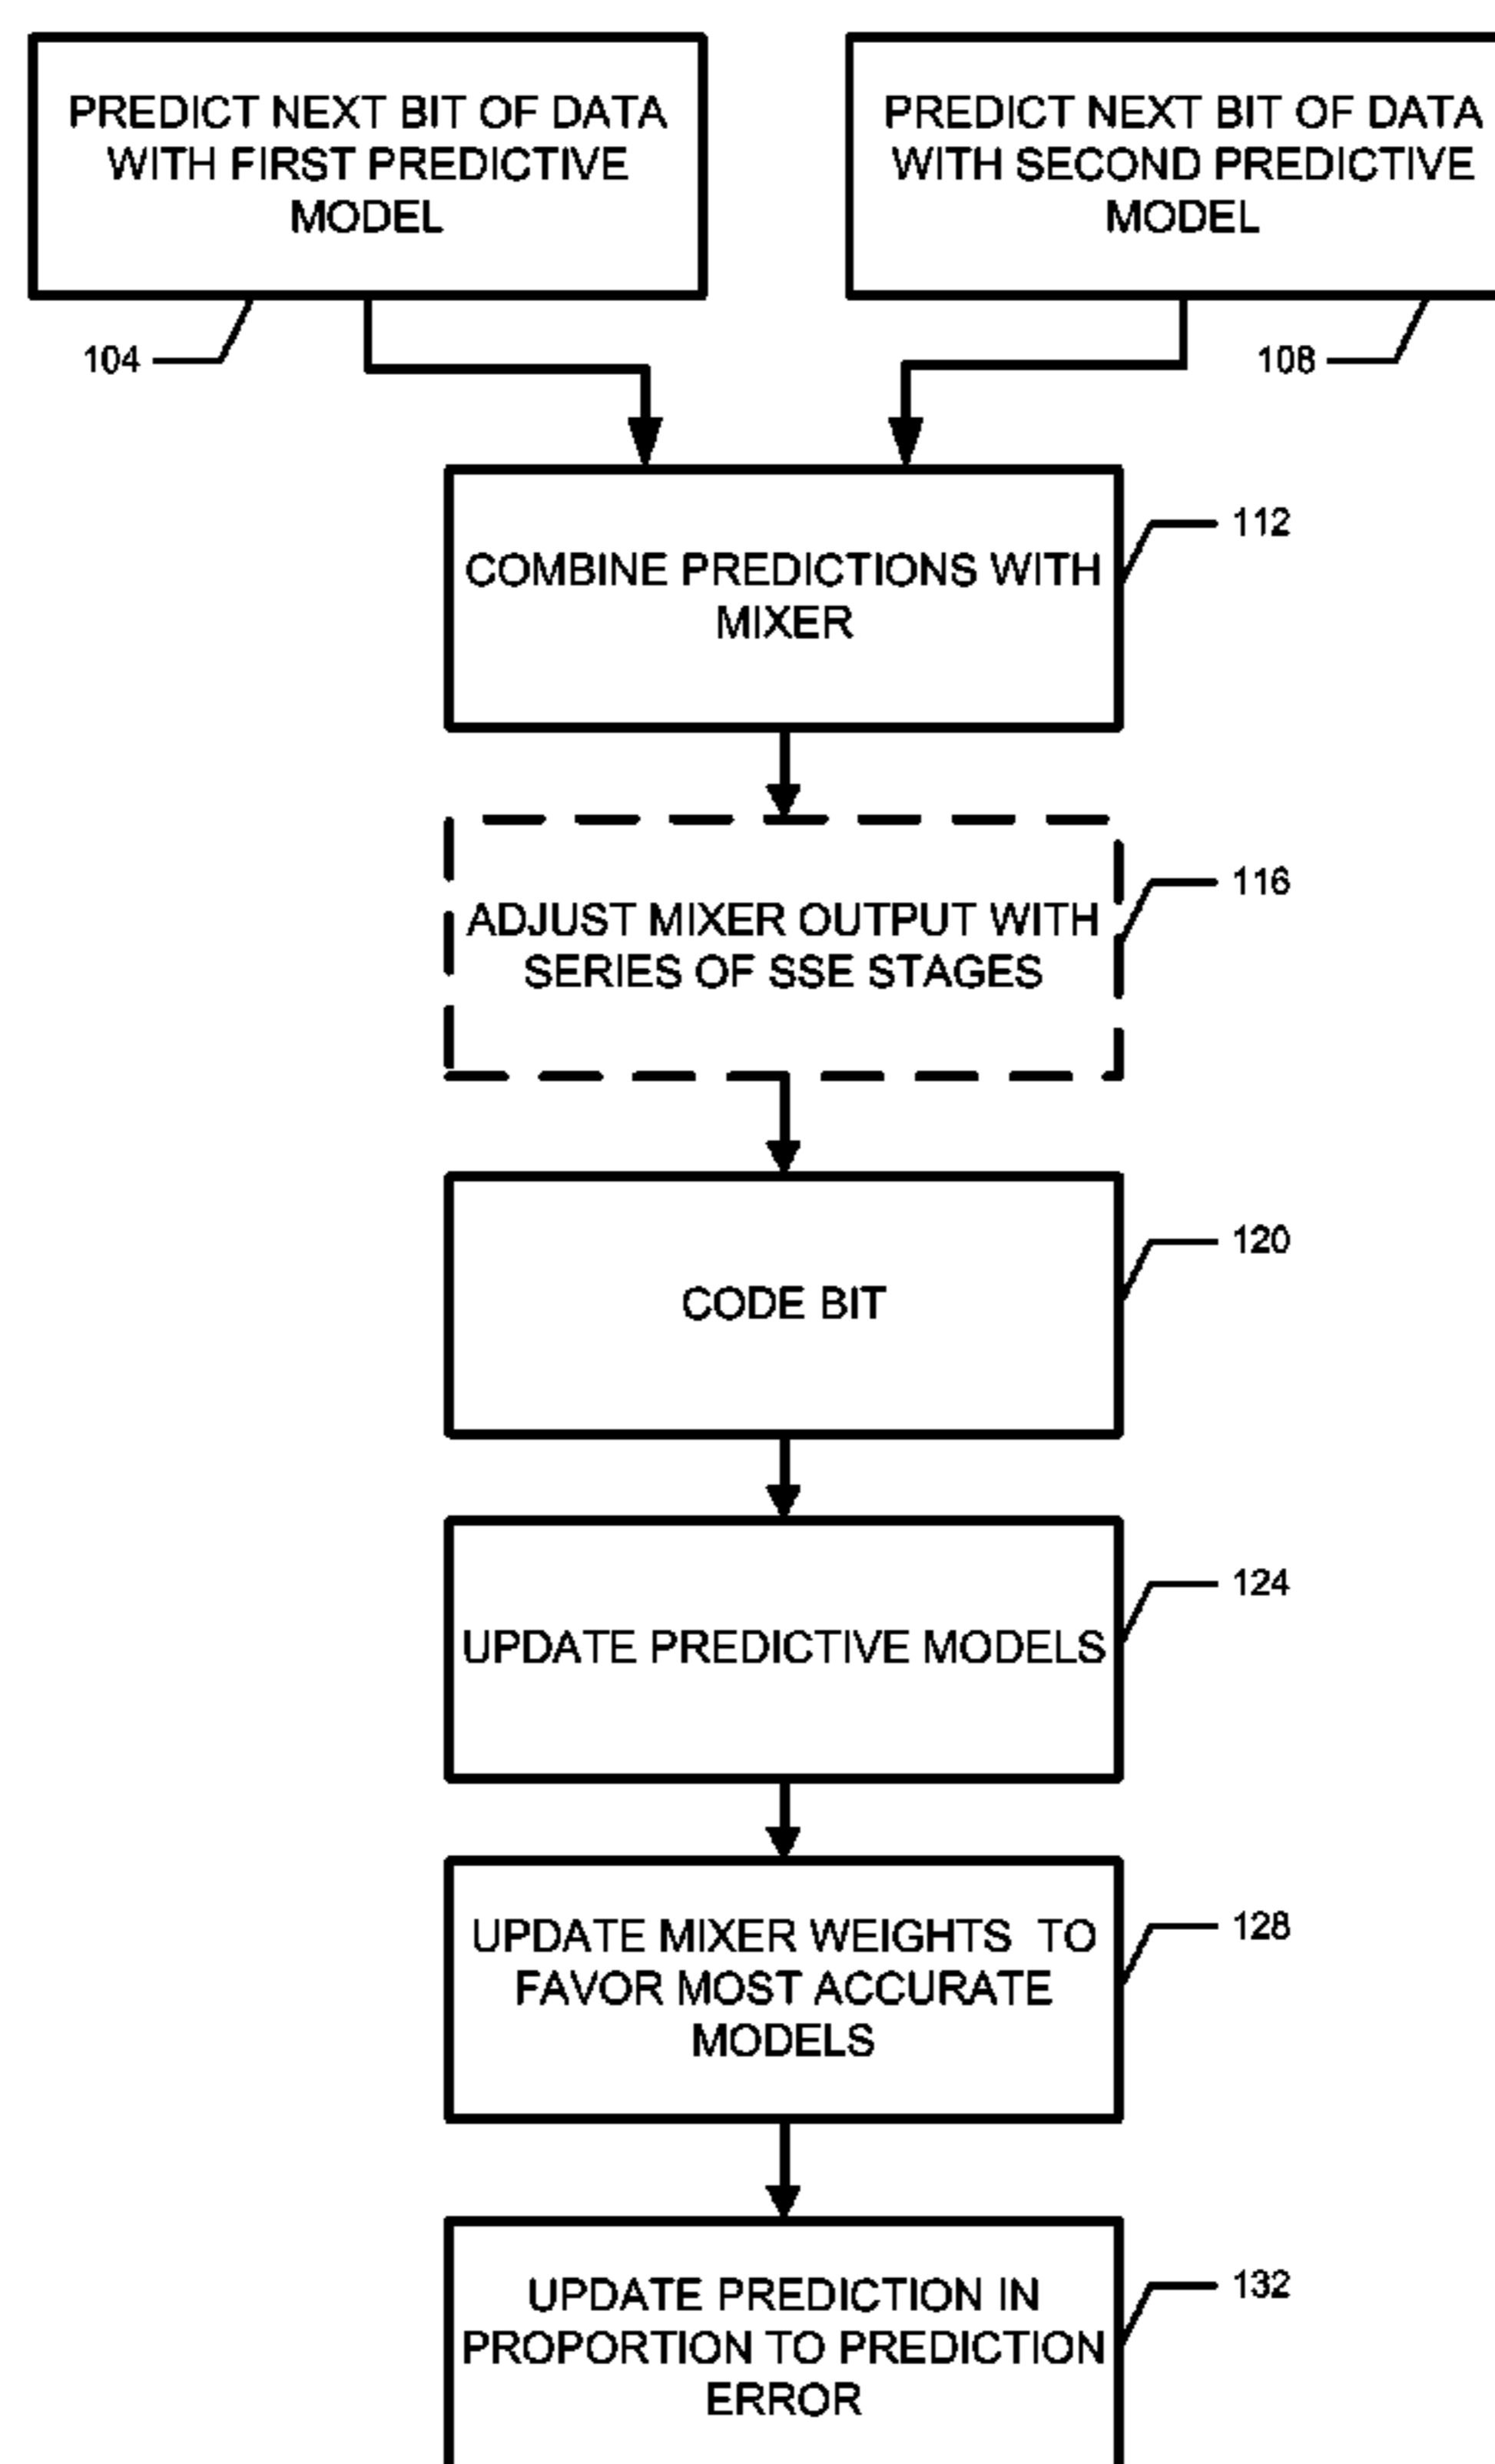 PREDICT NEXT BIT OF DATA
WITH FIRST PREDICTIVE
MODEL
104
PREDICT NEXT BIT OF DATA
WITH SECOND PREDICTIVE
MODEL
108
COMBINE PREDICTIONS WITH
MIXER
112
ADJUST MIXER OUTPUT WITH
SERIES OF SSE STAGES
116
CODE BIT
120
UPDATE PREDICTIVE MODELS
124
UPDATE MIXER WEIGHTS TO
FAVOR MOST ACCURATE
MODELS
128
UPDATE PREDICTION IN
PROPORTION TO PREDICTION
ERROR
132